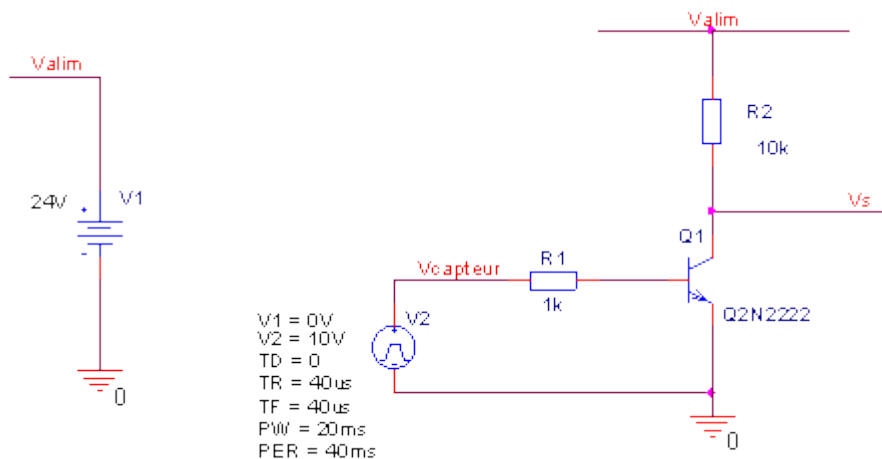 Valim
24V
V1
0
Valim
R2
10k
Vs
Q1
Q2N2222
Vcapteur
R1
1k
V2
V1 = 0V
V2 = 10V
TD = 0
TR = 40us
TF = 40us
PW = 20ms
PER = 40ms
0